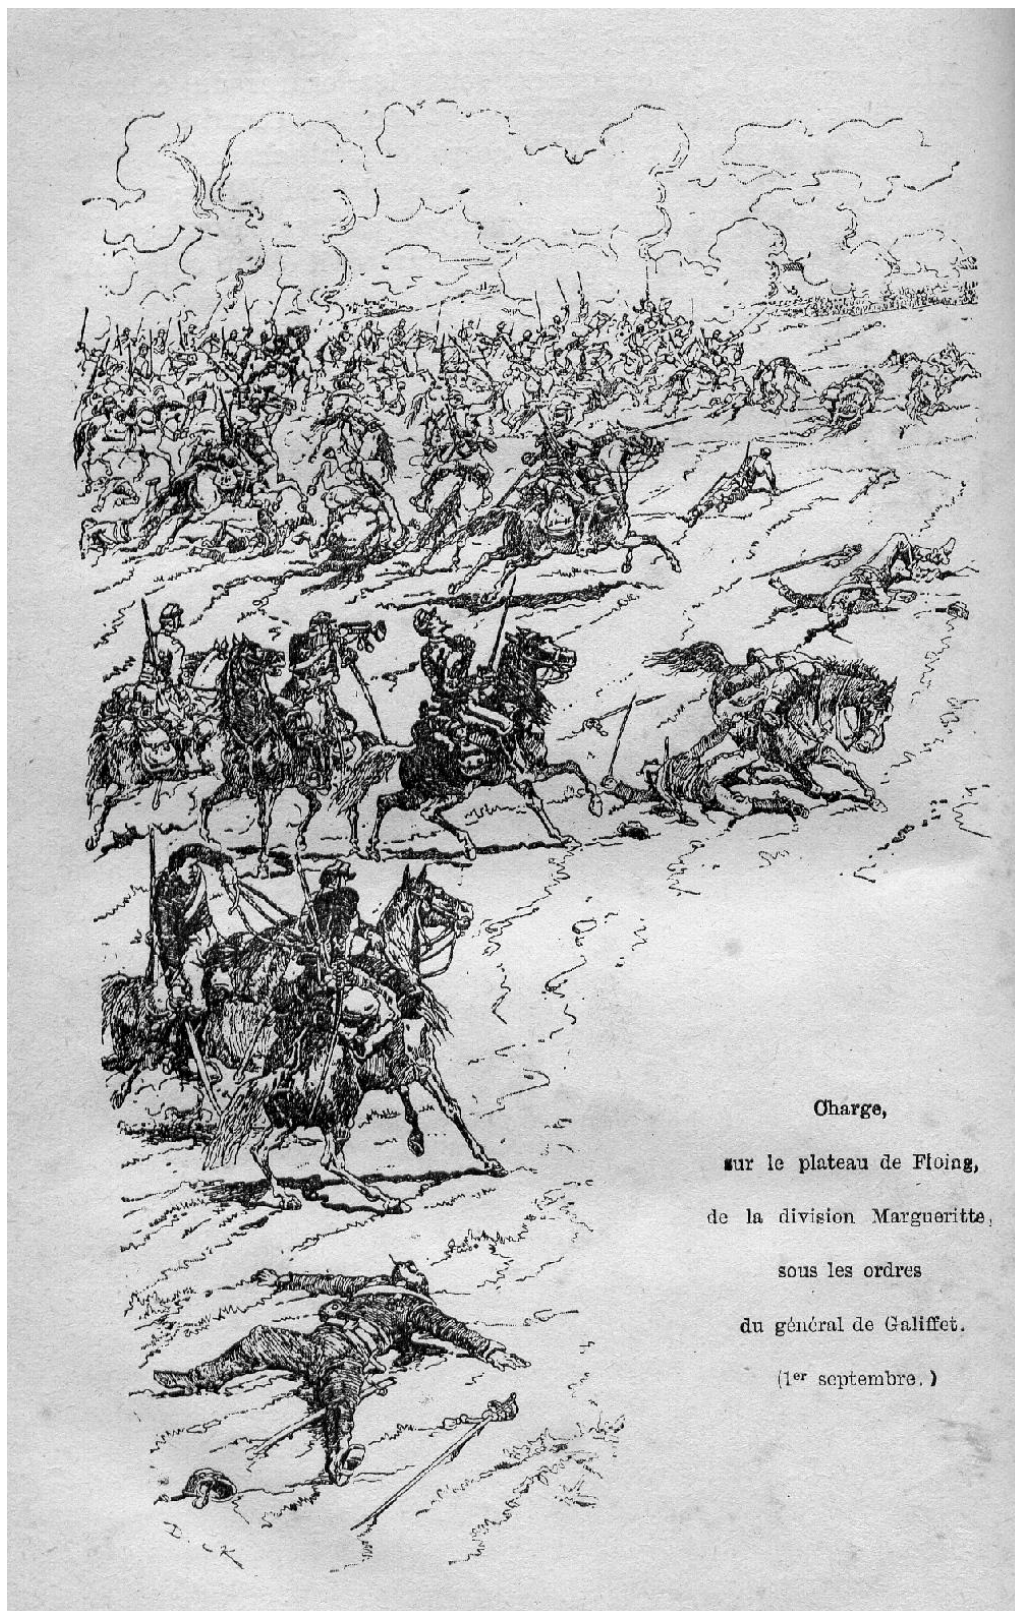 Charge,
sur le plateau de Floing,
de la division Margueritte,
sous les ordres
du général de Galiffet.
(1er septembre.)